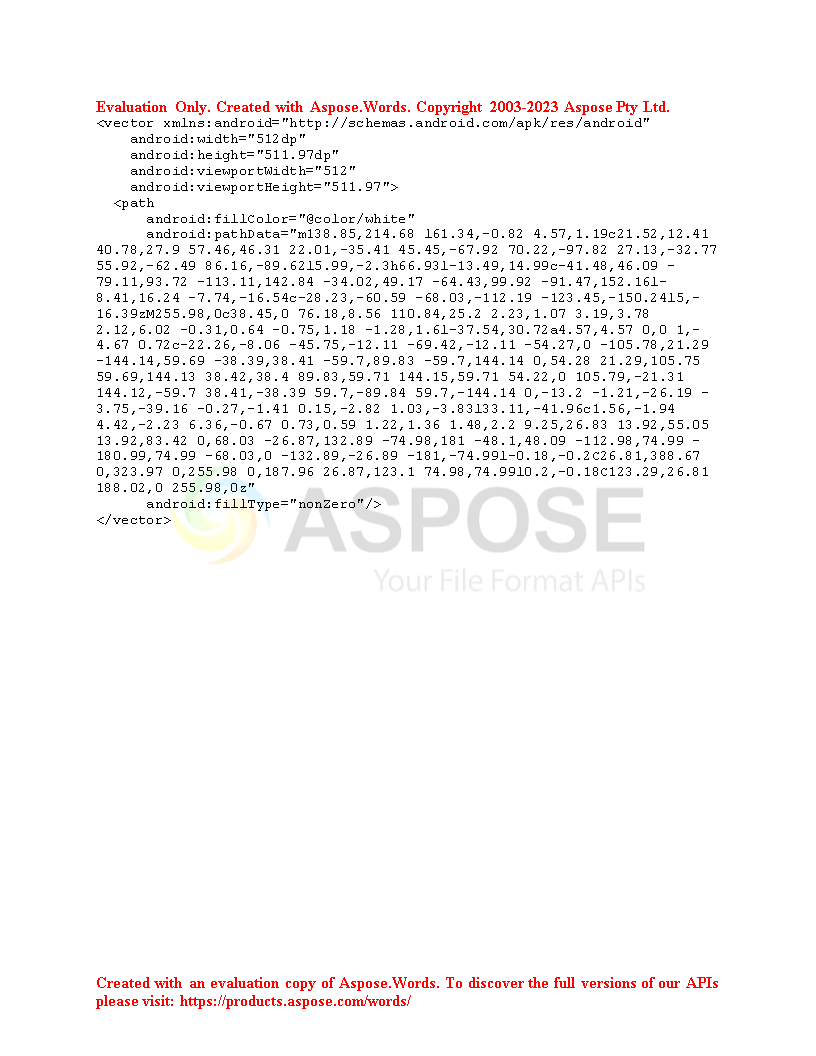 Evaluation Only. Created with Aspose.Words. Copyright 2003-2023 Aspose Pty Ltd.
<vector xmlns:android="http://schemas.android.com/apk/res/android"
    android:width="512dp"
    android:height="511.97dp"
    android:viewportWidth="512"
    android:viewportHeight="511.97">
  <path
      android:fillColor="@color/white"
      android:pathData="m138.85,214.68 l61.34,-0.82 4.57,1.19c21.52,12.41
40.78,27.9 57.46,46.31 22.01,-35.41 45.45,-67.92 70.22,-97.82 27.13,-32.77
55.92,-62.49 86.16,-89.62l5.99,-2.3h66.93l-13.49,14.99c-41.48,46.09 -
79.11,93.72 -113.11,142.84 -34.02,49.17 -64.43,99.92 -91.47,152.16l-
8.41,16.24 -7.74,-16.54c-28.23,-60.59 -68.03,-112.19 -123.45,-150.24l5,-
16.39zM255.98,0c38.45,0 76.18,8.56 110.84,25.2 2.23,1.07 3.19,3.78
2.12,6.02 -0.31,0.64 -0.75,1.18 -1.28,1.6l-37.54,30.72a4.57,4.57 0,0 1,-
4.67 0.72c-22.26,-8.06 -45.75,-12.11 -69.42,-12.11 -54.27,0 -105.78,21.29
-144.14,59.69 -38.39,38.41 -59.7,89.83 -59.7,144.14 0,54.28 21.29,105.75
59.69,144.13 38.42,38.4 89.83,59.71 144.15,59.71 54.22,0 105.79,-21.31
144.12,-59.7 38.41,-38.39 59.7,-89.84 59.7,-144.14 0,-13.2 -1.21,-26.19 -
3.75,-39.16 -0.27,-1.41 0.15,-2.82 1.03,-3.83l33.11,-41.96c1.56,-1.94
4.42,-2.23 6.36,-0.67 0.73,0.59 1.22,1.36 1.48,2.2 9.25,26.83 13.92,55.05
13.92,83.42 0,68.03 -26.87,132.89 -74.98,181 -48.1,48.09 -112.98,74.99 -
180.99,74.99 -68.03,0 -132.89,-26.89 -181,-74.99l-0.18,-0.2C26.81,388.67
0,323.97 0,255.98 0,187.96 26.87,123.1 74.98,74.99l0.2,-0.18C123.29,26.81
188.02,0 255.98,0z"
      android:fillType="nonZero"/>
</vector>
ASPOSE
Your File Format APIs
Created with an evaluation copy of Aspose.Words. To discover the full versions of our APIs
please visit: https://products.aspose.com/words/